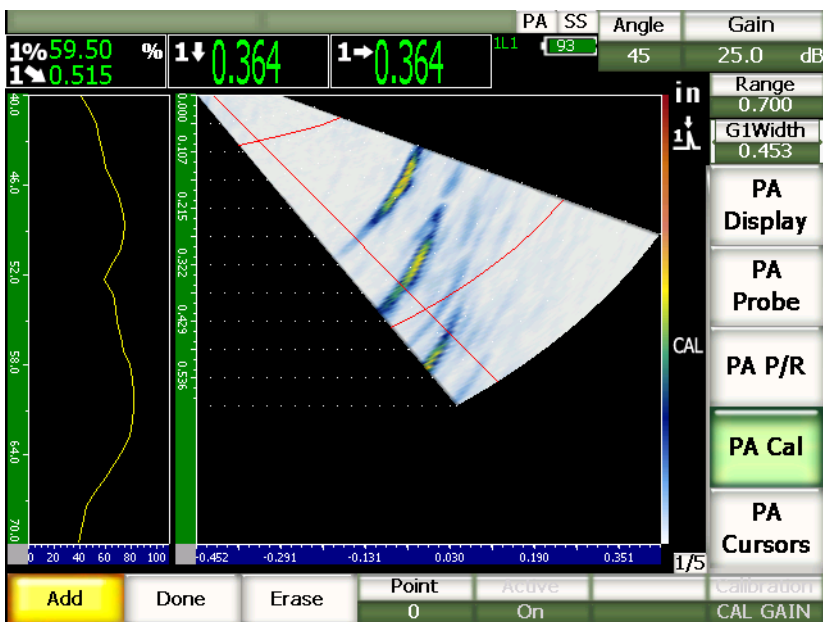 PA SS Angle Gain
1% 59.50 % 1 0.364 1 0.364 1L1 93 45 25.0 dB
1 0.515
in Range
0.700
1 G1Width
0.453
40.0 46.0 52.0 58.0 64.0 70.0
0.000 0.107 0.215 0.322 0.429 0.536
PA
Display
PA
Probe
CAL
PA P/R
PA Cal
PA
Cursors
0 20 40 60 80 100 -0.452 -0.291 -0.131 0.030 0.190 0.351 1/5
Add Done Erase Point Active Calibration
0 On CAL GAIN